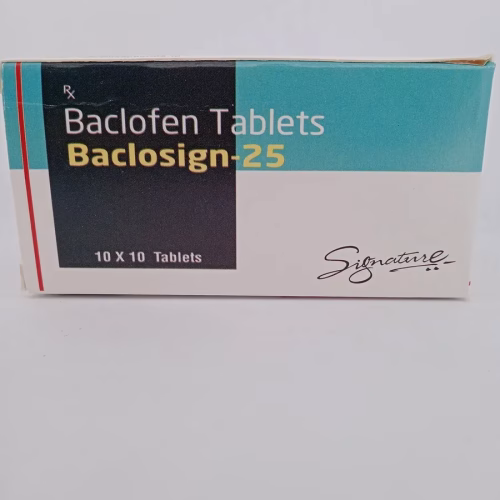 Rx
Baclofen Tablets
Baclosign-25
10 X 10 Tablets
Signature